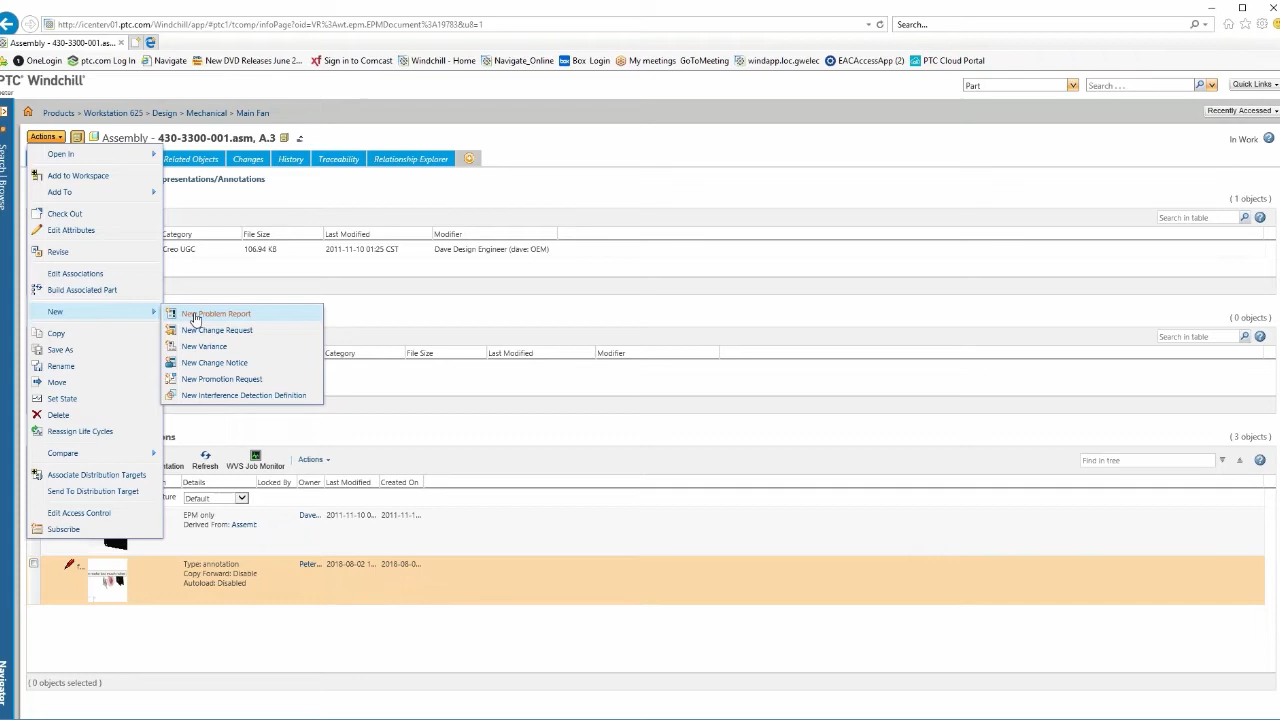 http://icenterv01.ptc.com/Windchill/app/#ptc1/tcomp/infoPage?oid=VR%3Awt.epm.EPMDocument%3A19783&u8=1
Search...
Assembly - 430-3300-001.as...
OneLogin
ptc.com Log In
Navigate
New DVD Releases June 2...
Sign in to Comcast
Windchill - Home
Navigate_Online
Box Login
My meetings GoToMeeting
windapp.loc.gwelec
EACAccessApp (2)
PTC Cloud Portal
PTC Windchill
Part
Search . . .
Quick Links
Products > Workstation 625 > Design > Mechanical > Main Fan
Recently Accessed
Actions
Assembly - 430-3300-001.asm, A.3
In Work
Related Objects
Changes
History
Traceability
Relationship Explorer
presentations/Annotations
( 1 objects )
Search in table
Category
File Size
Last Modified
Modifier
Creo UGC
106.94 KB
2011-11-10 01:25 CST
Dave Design Engineer (dave: OEM)
( 0 objects )
Search in table
Category
File Size
Last Modified
Modifier
Open In
Add to Workspace
Add To
Check Out
Edit Attributes
Revise
Edit Associations
Build Associated Part
New
Copy
Save As
Rename
Move
Set State
Delete
Reassign Life Cycles
Compare
Associate Distribution Targets
Send To Distribution Target
Edit Access Control
Subscribe
New Problem Report
New Change Request
New Variance
New Change Notice
New Promotion Request
New Interference Detection Definition
ions
( 3 objects )
ntation
Refresh
WVS Job Monitor
Actions
Find in tree
Details
Locked By
Owner
Last Modified
Created On
ture
Default
EPM only
Derived From: Assemb
Dave...
2011-11-10 0...
2011-11-1...
Type: annotation
Copy Forward: Disable
Autoload: Disabled
Peter...
2018-08-02 1...
2018-08-0...
( 0 objects selected )
Search | Browse
Navigator